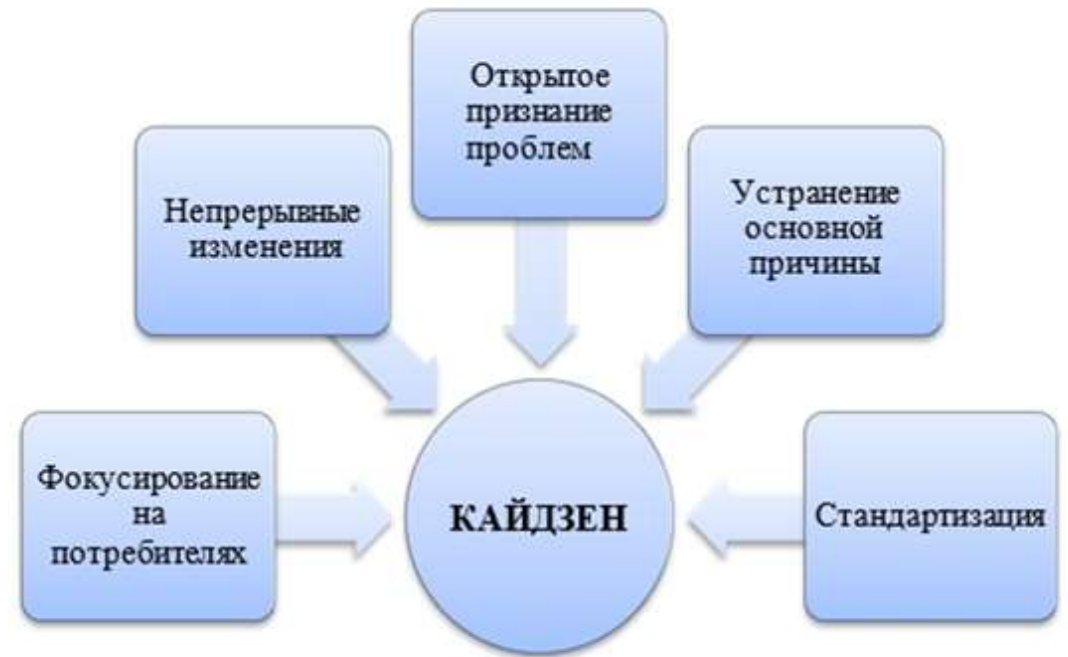 Открытое
признание
проблем
Непрерывные
изменения
Устранение
основной
причины
Фокусирование
на
потребителях
КАЙДЗЕН
Стандартизация